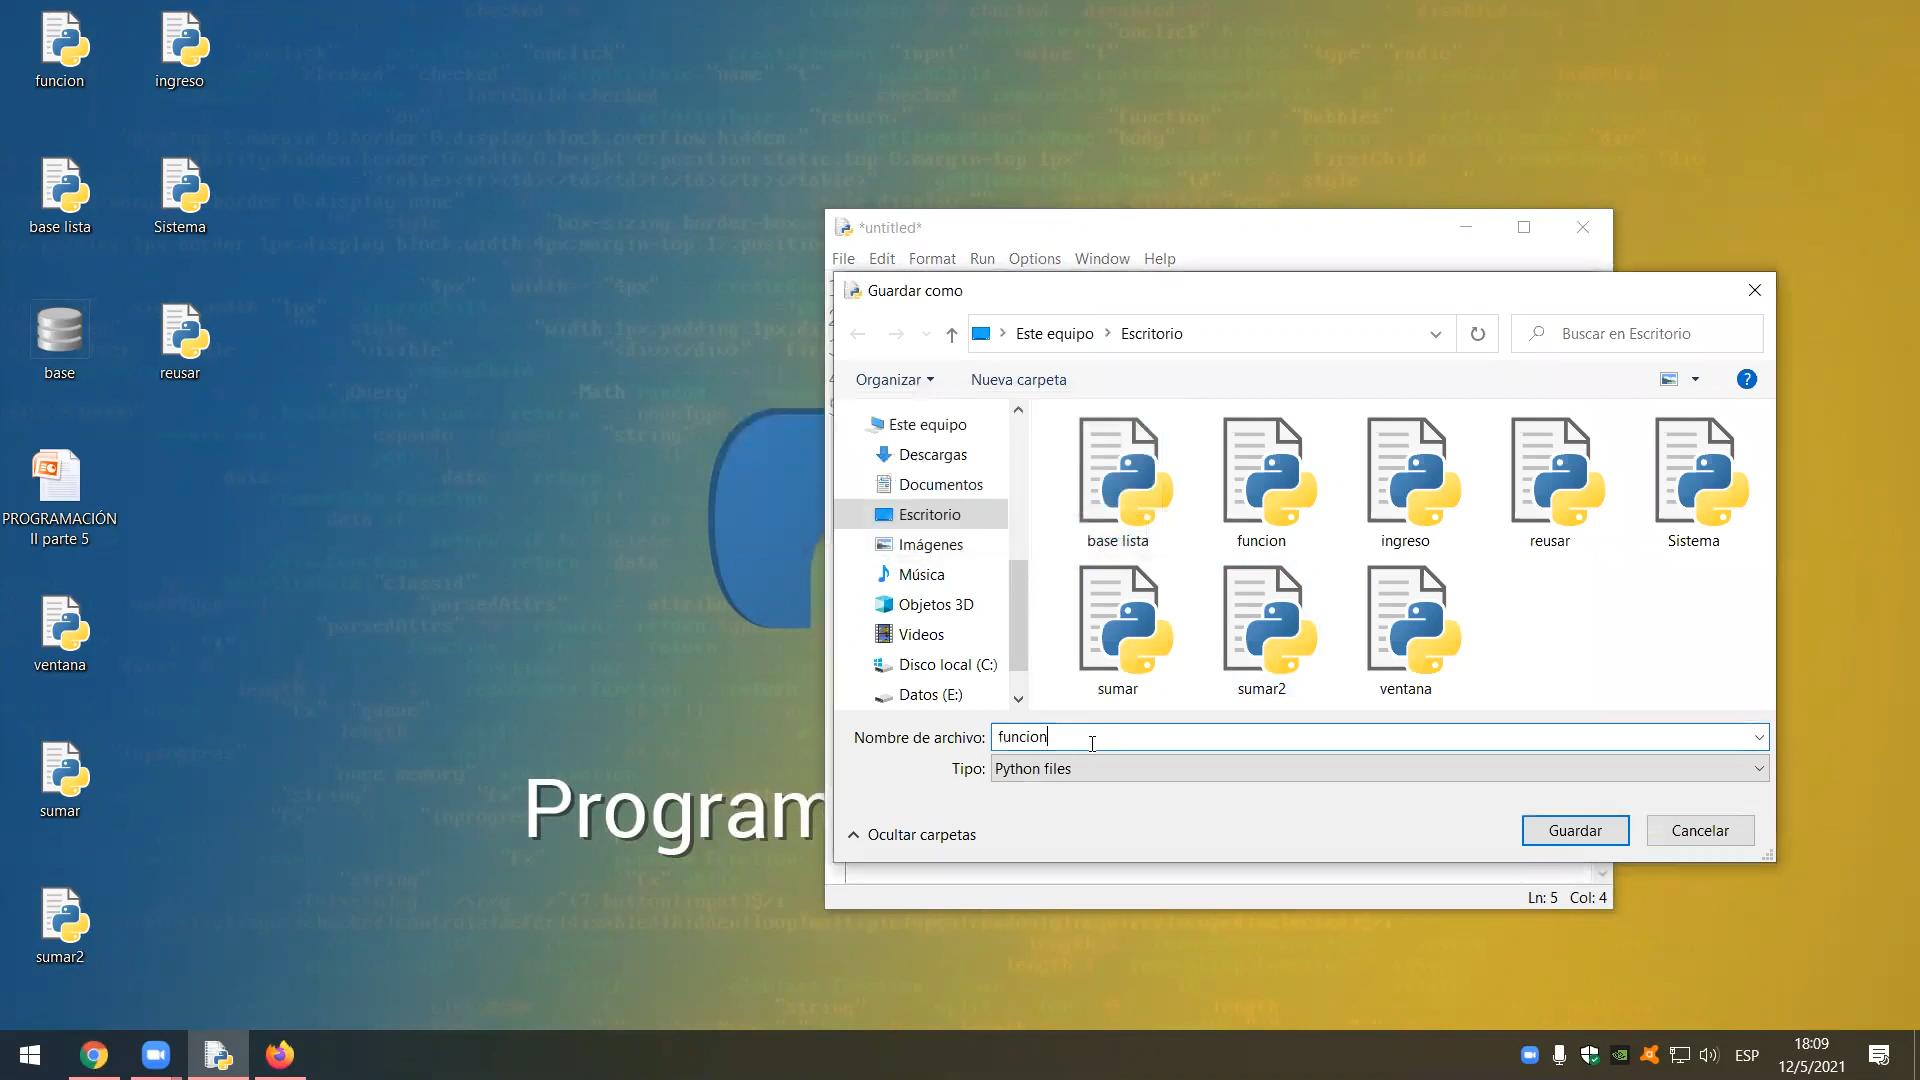 funcion
ingreso
base lista
Sistema
base
reusar
PROGRAMACIÓN
II parte 5
ventana
sumar
sumar2
Program
*untitled*
File Edit Format Run Options Window Help
Guardar como
Este equipo > Escritorio
Buscar en Escritorio
Organizar
Nueva carpeta
Este equipo
Descargas
Documentos
Escritorio
Imágenes
Música
Objetos 3D
Videos
Disco local (C:)
Datos (E:)
base lista
funcion
ingreso
reusar
Sistema
sumar
sumar2
ventana
Nombre de archivo: funcion
Tipo: Python files
Ocultar carpetas
Guardar
Cancelar
Ln: 5 Col: 4
ESP
18:09
12/5/2021